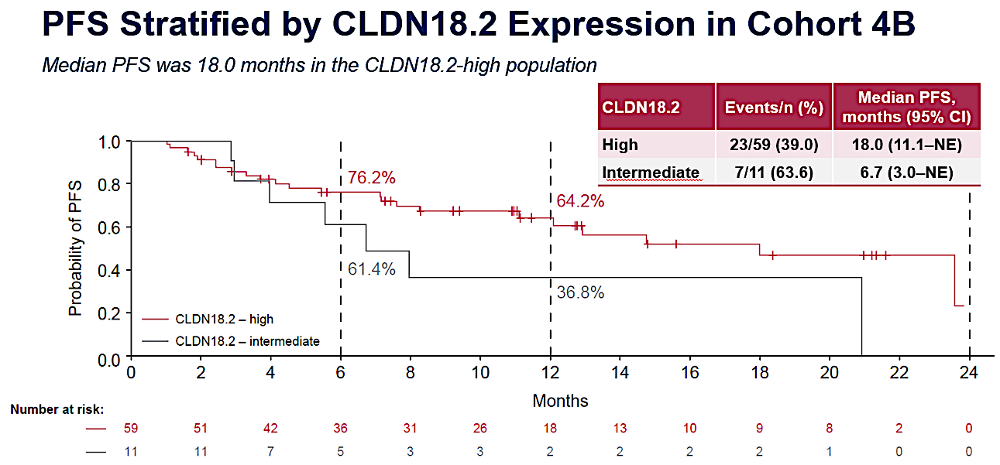 PFS Stratified by CLDN18.2 Expression in Cohort 4B
Median PFS was 18.0 months in the CLDN18.2-high population
CLDN18.2 Events/n (%) Median PFS, months (95% CI)
High 23/59 (39.0) 18.0 (11.1–NE)
Intermediate 7/11 (63.6) 6.7 (3.0–NE)
Probability of PFS
1.0
0.8
0.6
0.4
0.2
0.0
76.2%
64.2%
61.4%
36.8%
CLDN18.2 – high
CLDN18.2 – intermediate
0 2 4 6 8 10 12 14 16 18 20 22 24
Months
Number at risk:
59 51 42 36 31 26 18 13 10 9 8 2 0
11 11 7 5 3 3 2 2 2 2 1 0 0